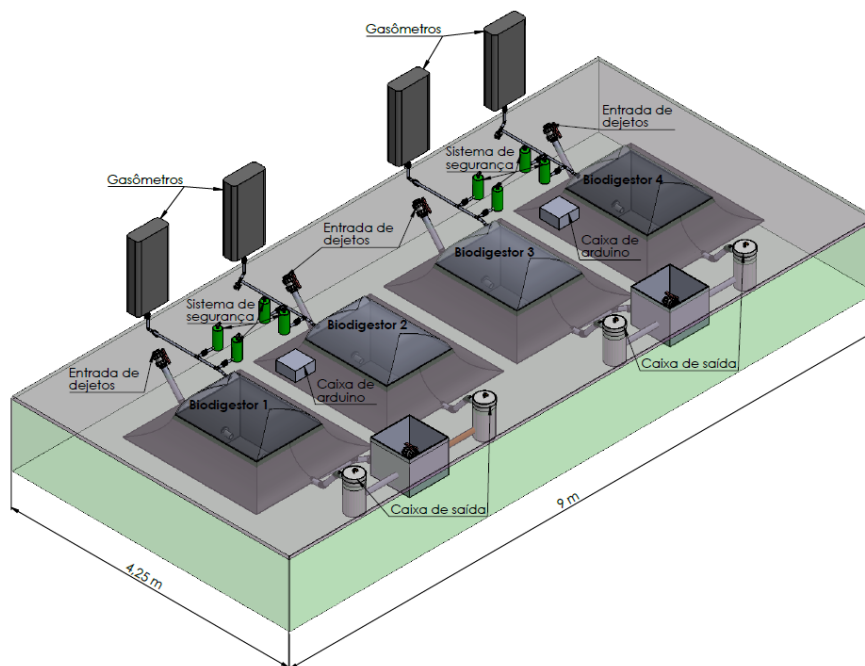 Gasômetros
Entrada de
dejetos
Sistema de
segurança
Biodigestor 4
Gasômetros
Caixa de
arduino
Entrada de
dejetos
Biodigestor 3
Sistema de
segurança
Biodigestor 2
Caixa de saída
Entrada de
dejetos
Caixa de
arduino
Biodigestor 1
Caixa de saída
9 m
4,25 m